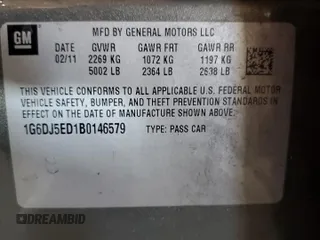 GM
MFD BY GENERAL MOTORS LLC
DATE GVWR GAWR FRT GAWR RR
02/11 2269 KG 1072 KG 1197 KG
5002 LB 2364 LB 2638 LB
THIS VEHICLE CONFORMS TO ALL APPLICABLE U.S. FEDERAL MOTOR
VEHICLE SAFETY, BUMPER, AND THEFT PREVENTION STANDARDS
IN EFFECT ON THE DATE OF MANUFACTURE SHOWN ABOVE.
1G6DJ5ED1B0146579 TYPE: PASS CAR
DREAMBID